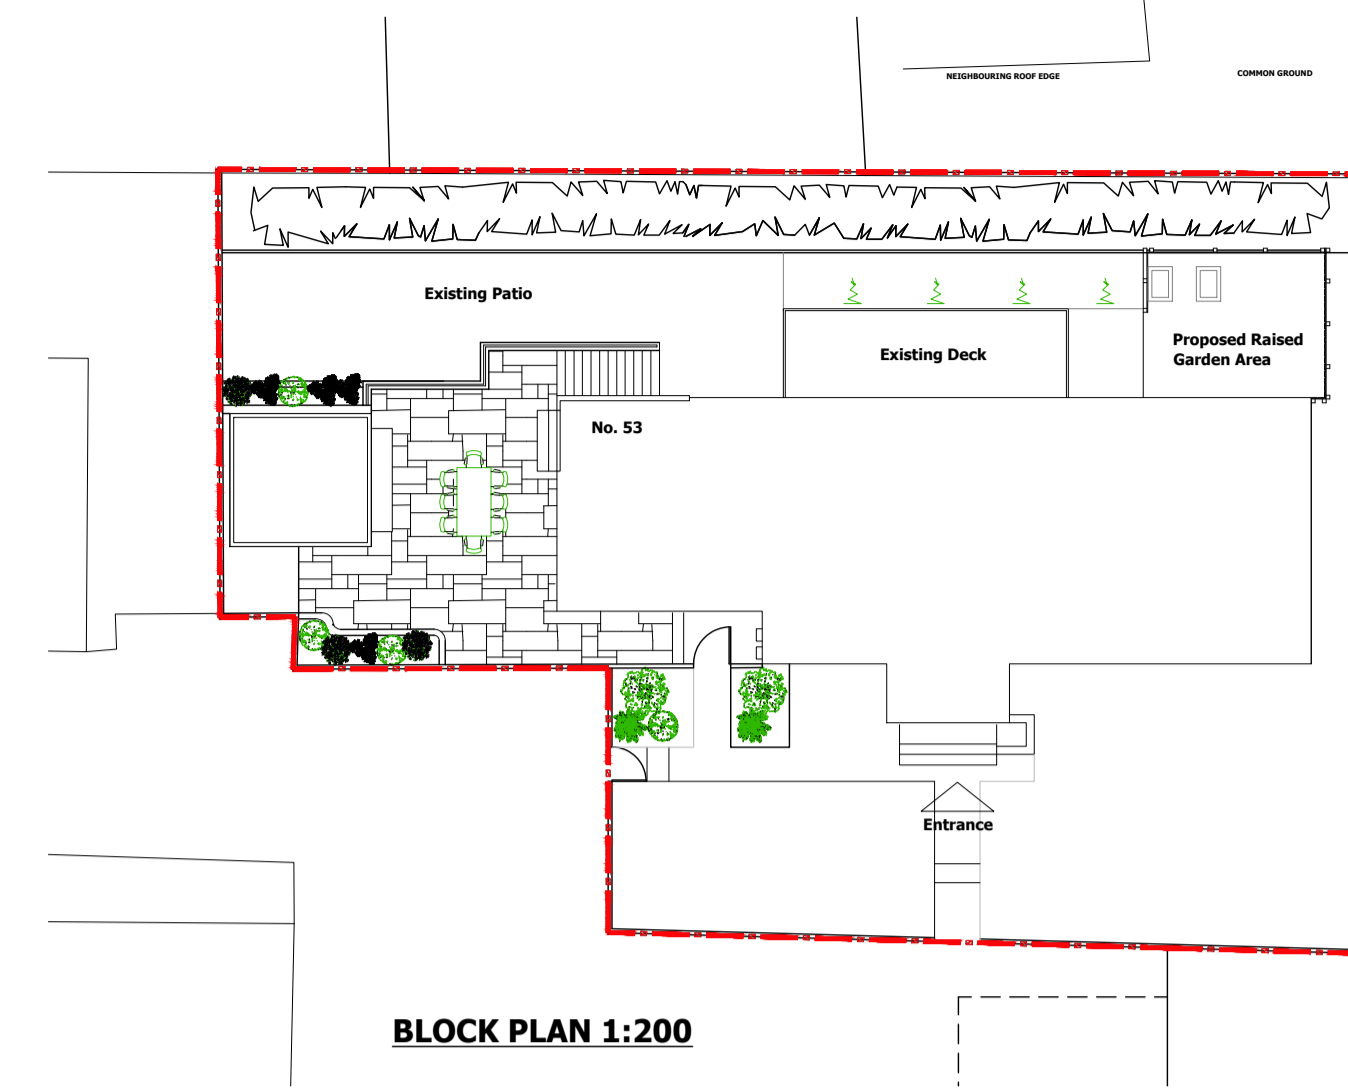 NEIGHBOURING ROOF EDGE
COMMON GROUND
Existing Patio
Existing Deck
Proposed Raised
Garden Area
No. 53
Entrance
BLOCK PLAN 1:200